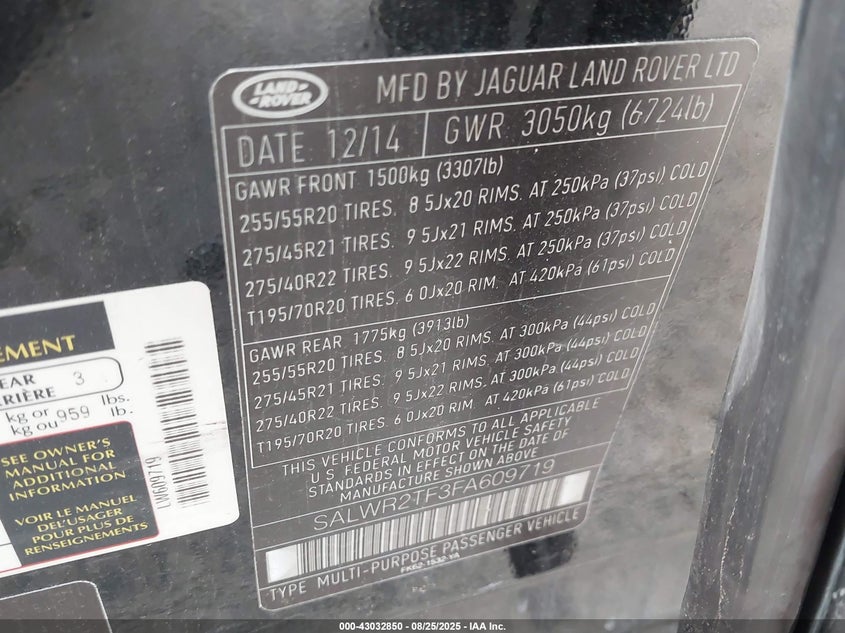 LAND ROVER
MFD BY JAGUAR LAND ROVER LTD
DATE 12/14 GWR 3050kg (6724lb)
GAWR FRONT 1500kg (3307lb)
255/55R20 TIRES. 8 5Jx20 RIMS. AT 250kPa (37psi) COLD
275/45R21 TIRES. 9 5Jx21 RIMS. AT 250kPa (37psi) COLD
275/40R22 TIRES. 9 5Jx22 RIMS. AT 250kPa (37psi) COLD
T195/70R20 TIRES. 6 0Jx20 RIM. AT 420kPa (61psi) COLD
GAWR REAR 1775kg (3913lb)
255/55R20 TIRES. 8 5Jx20 RIMS. AT 300kPa (44psi) COLD
275/45R21 TIRES. 9 5Jx21 RIMS. AT 300kPa (44psi) COLD
275/40R22 TIRES. 9 5Jx22 RIMS. AT 300kPa (44psi) COLD
T195/70R20 TIRES. 6 0Jx20 RIM. AT 420kPa (61psi) COLD
THIS VEHICLE CONFORMS TO ALL APPLICABLE
U S FEDERAL MOTOR VEHICLE SAFETY
STANDARDS IN EFFECT ON THE DATE OF
MANUFACTURE SHOWN ABOVE
SALWR2TF3FA609719
TYPE MULTI-PURPOSE PASSENGER VEHICLE
EMENT
EAR
RIÈRE 3
kg or lbs.
kg ou 959 lb.
SEE OWNER'S
MANUAL FOR
ADDITIONAL
INFORMATION
VOIR LE MANUEL
DEL'USAGER
POUR PLUS DE
RENSEIGNEMENTS
000-43032850 - 08/25/2025 - IAA Inc.